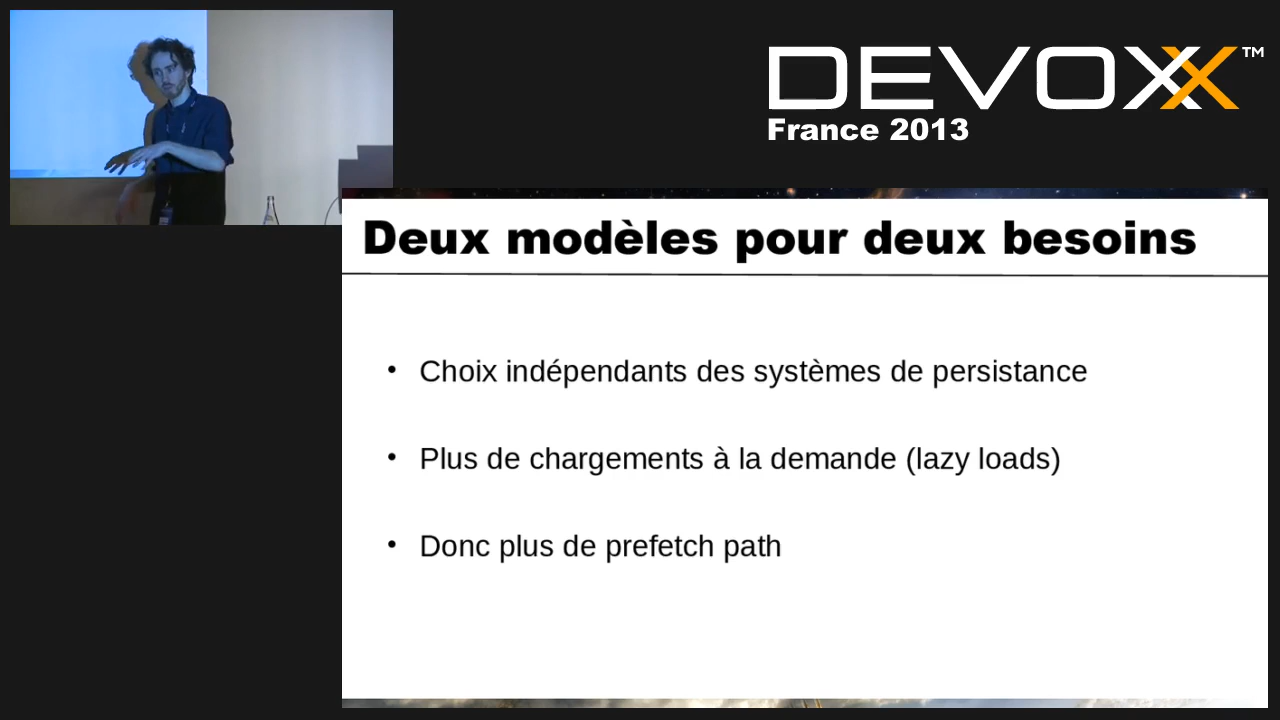 DEVOXX™
France 2013
Deux modèles pour deux besoins
• Choix indépendants des systèmes de persistance
• Plus de chargements à la demande (lazy loads)
• Donc plus de prefetch path